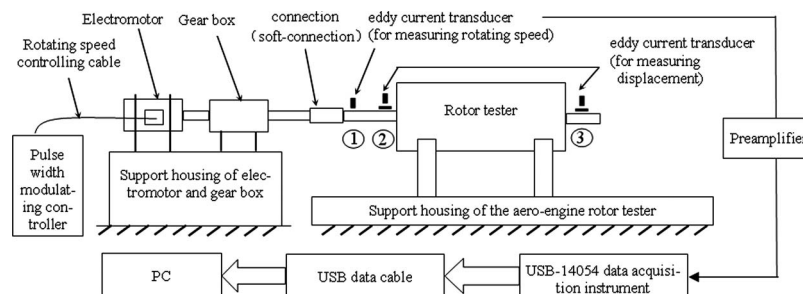 Electromotor
Gear box
connection
(soft-connection)
eddy current transducer
(for measuring rotating speed)
Rotating speed
controlling cable
eddy current transducer
(for measuring
displacement)
Rotor tester
① ② ③
Preamplifier
Pulse
width
modulat-
ing con-
troller
Support housing of elec-
tromotor and gear box
Support housing of the aero-engine rotor tester
PC
USB data cable
USB-14054 data acquisi-
tion instrument